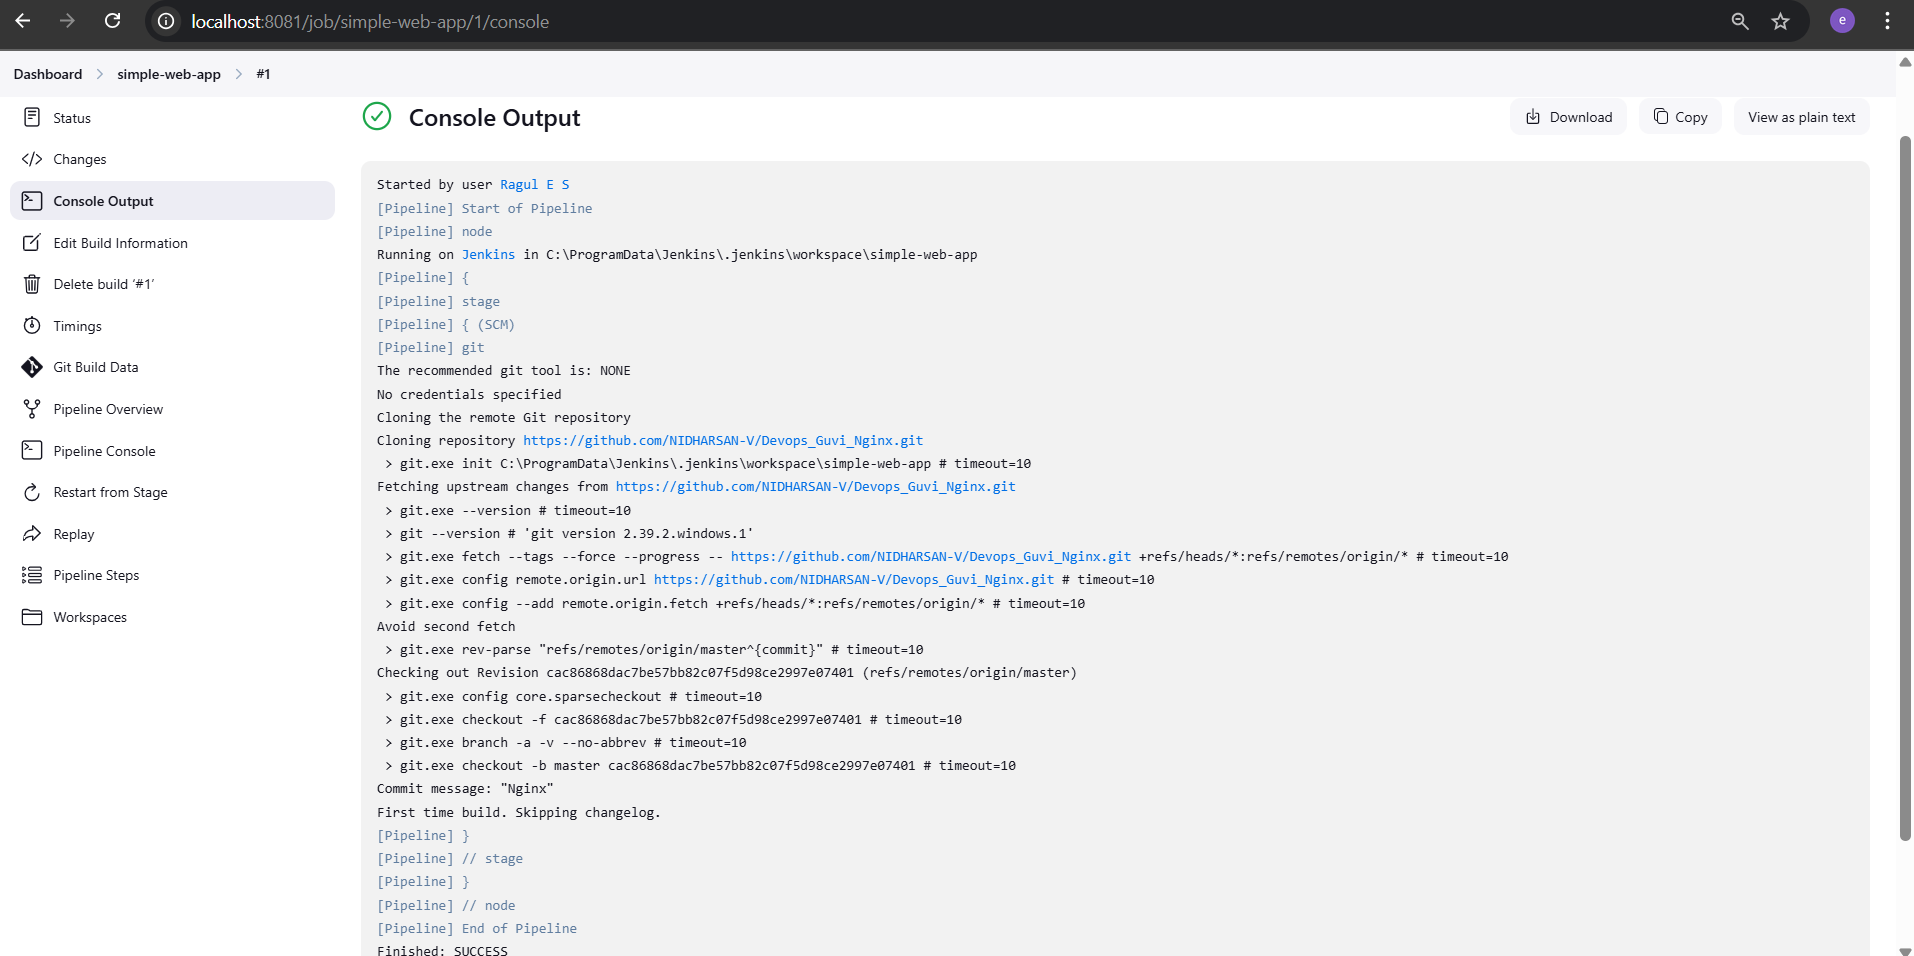 localhost:8081/job/simple-web-app/1/console
e
Dashboard > simple-web-app > #1
Status
Changes
Console Output
Edit Build Information
Delete build ‘#1’
Timings
Git Build Data
Pipeline Overview
Pipeline Console
Restart from Stage
Replay
Pipeline Steps
Workspaces
Console Output
Download
Copy
View as plain text
Started by user Ragul E S
[Pipeline] Start of Pipeline
[Pipeline] node
Running on Jenkins in C:\ProgramData\Jenkins\.jenkins\workspace\simple-web-app
[Pipeline] {
[Pipeline] stage
[Pipeline] { (SCM)
[Pipeline] git
The recommended git tool is: NONE
No credentials specified
Cloning the remote Git repository
Cloning repository https://github.com/NIDHARSAN-V/Devops_Guvi_Nginx.git
> git.exe init C:\ProgramData\Jenkins\.jenkins\workspace\simple-web-app # timeout=10
Fetching upstream changes from https://github.com/NIDHARSAN-V/Devops_Guvi_Nginx.git
> git.exe --version # timeout=10
> git --version # 'git version 2.39.2.windows.1'
> git.exe fetch --tags --force --progress -- https://github.com/NIDHARSAN-V/Devops_Guvi_Nginx.git +refs/heads/*:refs/remotes/origin/* # timeout=10
> git.exe config remote.origin.url https://github.com/NIDHARSAN-V/Devops_Guvi_Nginx.git # timeout=10
> git.exe config --add remote.origin.fetch +refs/heads/*:refs/remotes/origin/* # timeout=10
Avoid second fetch
> git.exe rev-parse "refs/remotes/origin/master^{commit}" # timeout=10
Checking out Revision cac86868dac7be57bb82c07f5d98ce2997e07401 (refs/remotes/origin/master)
> git.exe config core.sparsecheckout # timeout=10
> git.exe checkout -f cac86868dac7be57bb82c07f5d98ce2997e07401 # timeout=10
> git.exe branch -a -v --no-abbrev # timeout=10
> git.exe checkout -b master cac86868dac7be57bb82c07f5d98ce2997e07401 # timeout=10
Commit message: "Nginx"
First time build. Skipping changelog.
[Pipeline] }
[Pipeline] // stage
[Pipeline] }
[Pipeline] // node
[Pipeline] End of Pipeline
Finished: SUCCESS